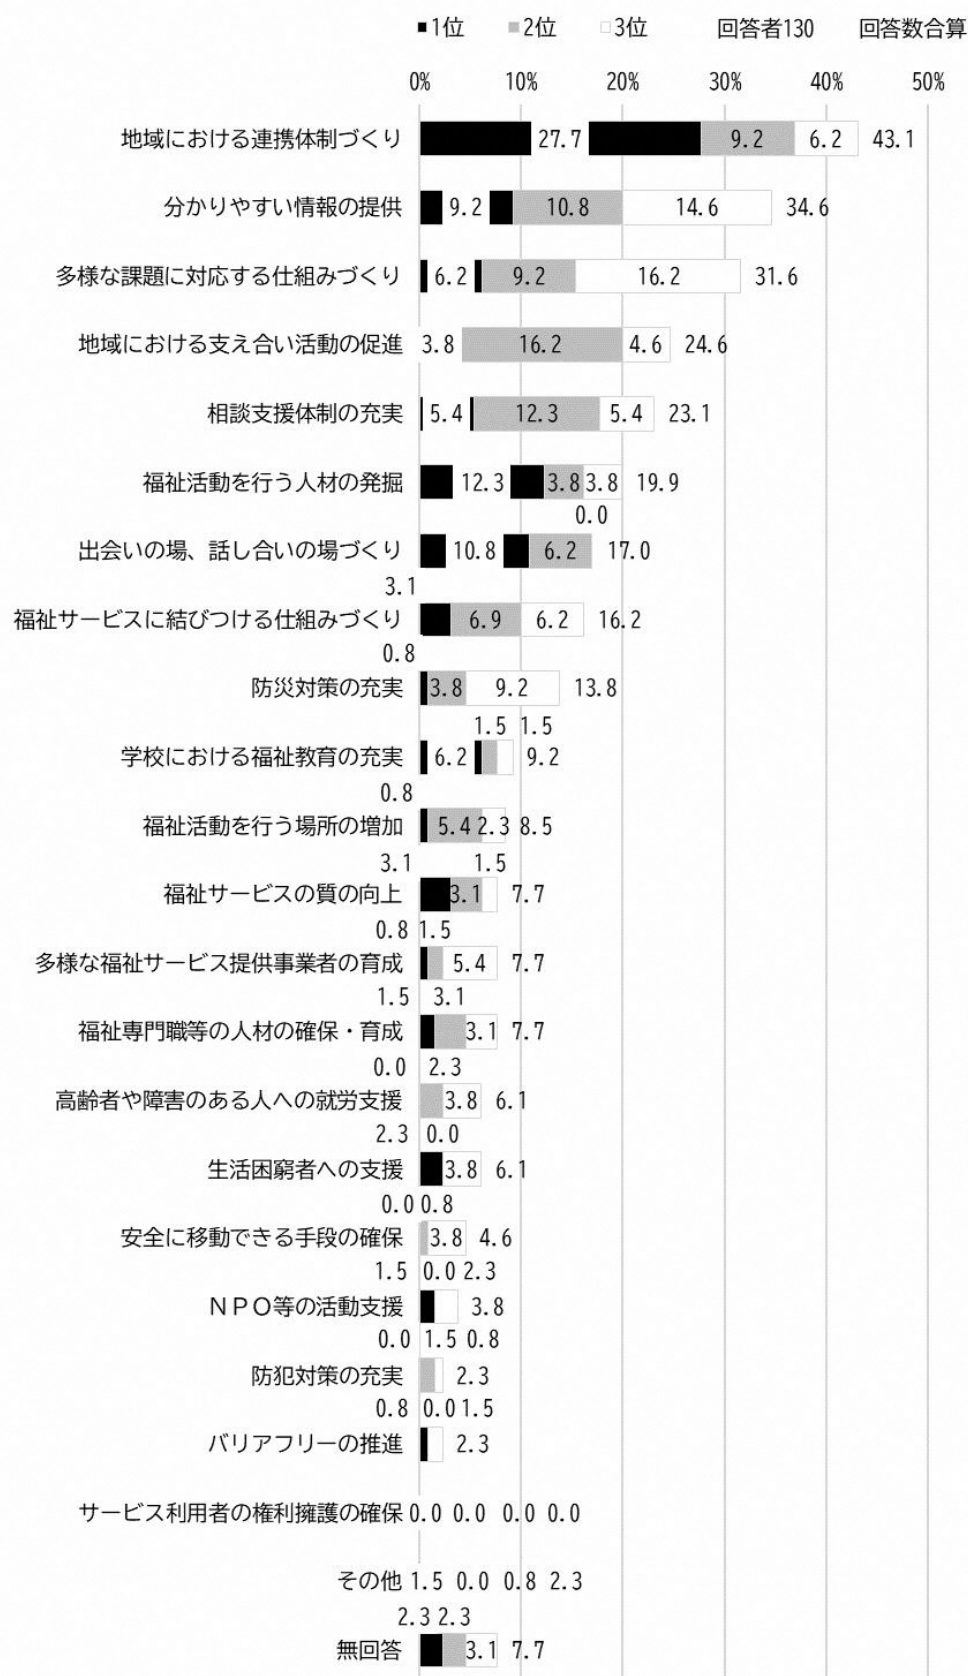 ■1位 ■2位 □3位 回答者130 回答数合算
0% 10% 20% 30% 40% 50%
地域における連携体制づくり 27.7 9.2 6.2 43.1
分かりやすい情報の提供 9.2 10.8 14.6 34.6
多様な課題に対応する仕組みづくり 6.2 9.2 16.2 31.6
地域における支え合い活動の促進 3.8 16.2 4.6 24.6
相談支援体制の充実 5.4 12.3 5.4 23.1
福祉活動を行う人材の発掘 12.3 3.8 3.8 19.9
0.0
出会いの場、話し合いの場づくり 10.8 6.2 17.0
3.1
福祉サービスに結びつける仕組みづくり 6.9 6.2 16.2
0.8
防災対策の充実 3.8 9.2 13.8
1.5 1.5
学校における福祉教育の充実 6.2 9.2
0.8
福祉活動を行う場所の増加 5.4 2.3 8.5
3.1 1.5
福祉サービスの質の向上 3.1 7.7
0.8 1.5
多様な福祉サービス提供事業者の育成 5.4 7.7
1.5 3.1
福祉専門職等の人材の確保・育成 3.1 7.7
0.0 2.3
高齢者や障害のある人への就労支援 3.8 6.1
2.3 0.0
生活困窮者への支援 3.8 6.1
0.0 0.8
安全に移動できる手段の確保 3.8 4.6
1.5 0.0 2.3
ＮＰＯ等の活動支援 3.8
0.0 1.5 0.8
防犯対策の充実 2.3
0.8 0.0 1.5
バリアフリーの推進 2.3
サービス利用者の権利擁護の確保 0.0 0.0 0.0 0.0
その他 1.5 0.0 0.8 2.3
2.3 2.3
無回答 3.1 7.7